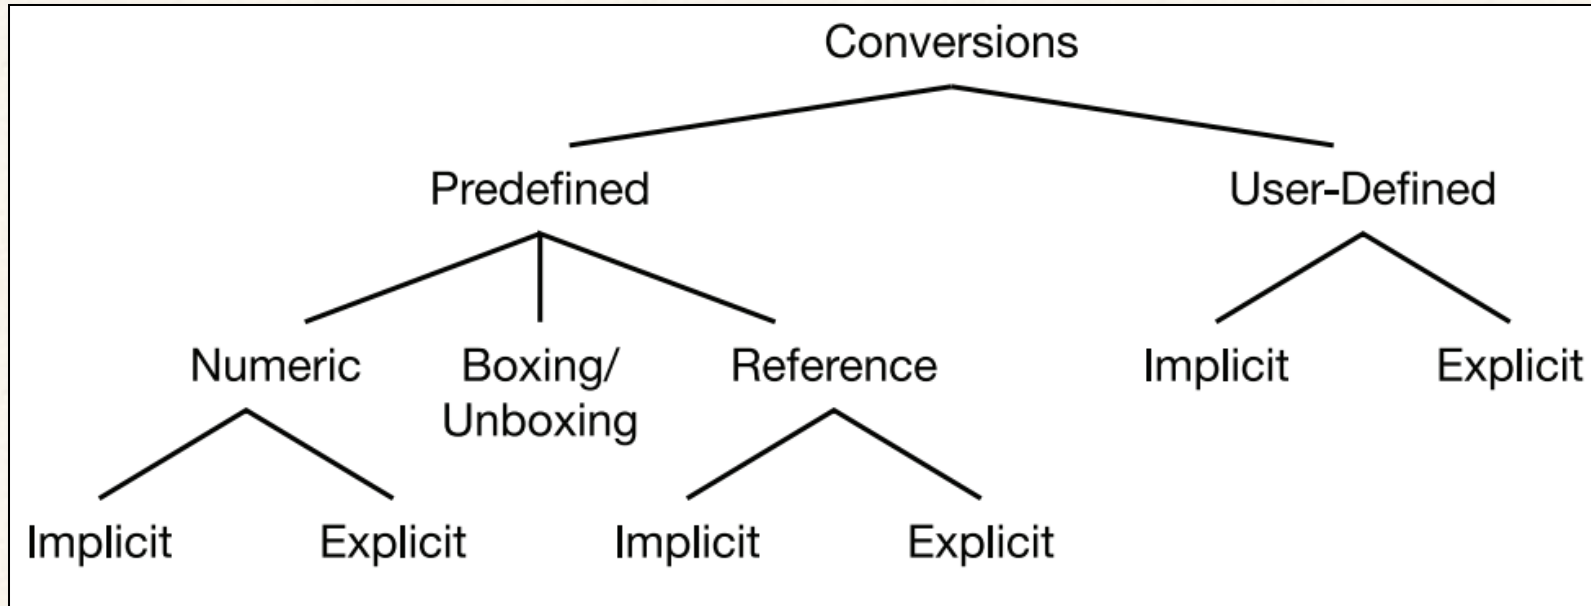 Conversions
Predefined
User-Defined
Numeric
Boxing/
Unboxing
Reference
Implicit
Explicit
Implicit
Explicit
Implicit
Explicit